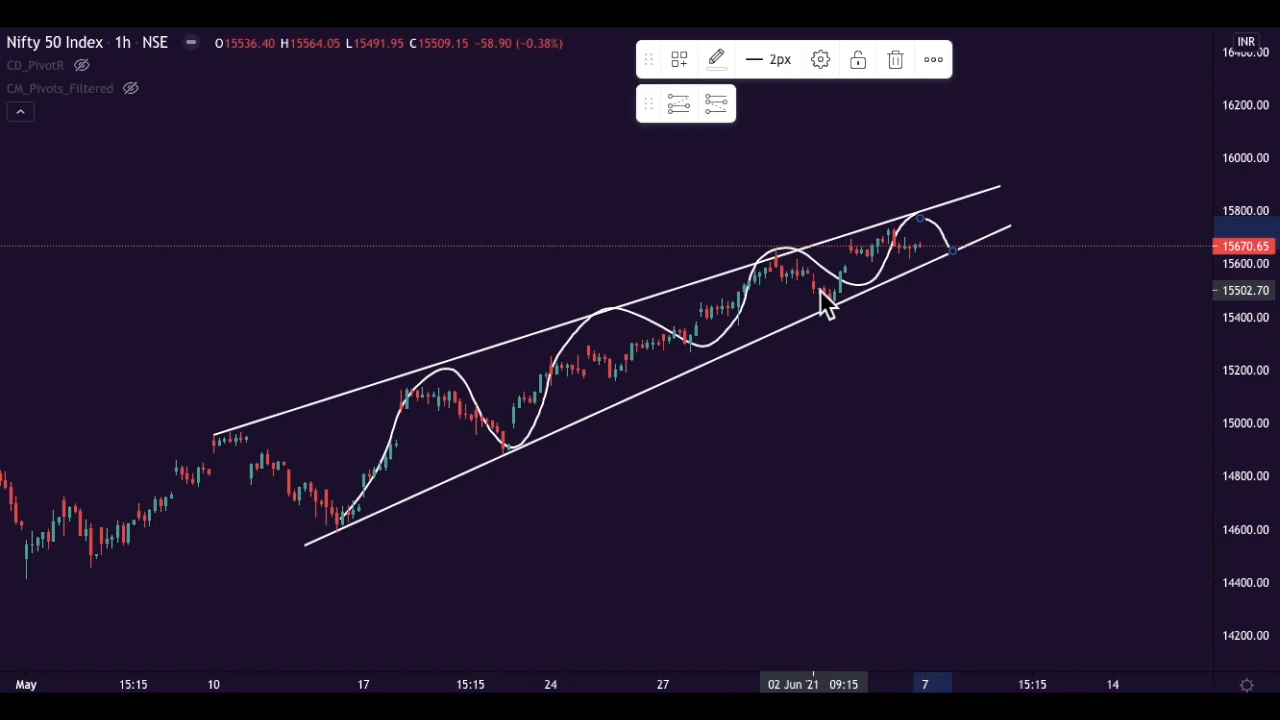 Nifty 50 Index · 1h · NSE O15536.40 H15564.05 L15491.95 C15509.15 −58.90 (−0.38%)
CD_PivotR
CM_Pivots_Filtered
2px
INR
16200.00
16000.00
15800.00
15670.65
15600.00
15502.70
15400.00
15200.00
15000.00
14800.00
14600.00
14400.00
14200.00
May 15:15 10 17 15:15 24 27 02 Jun '21 09:15 7 15:15 14